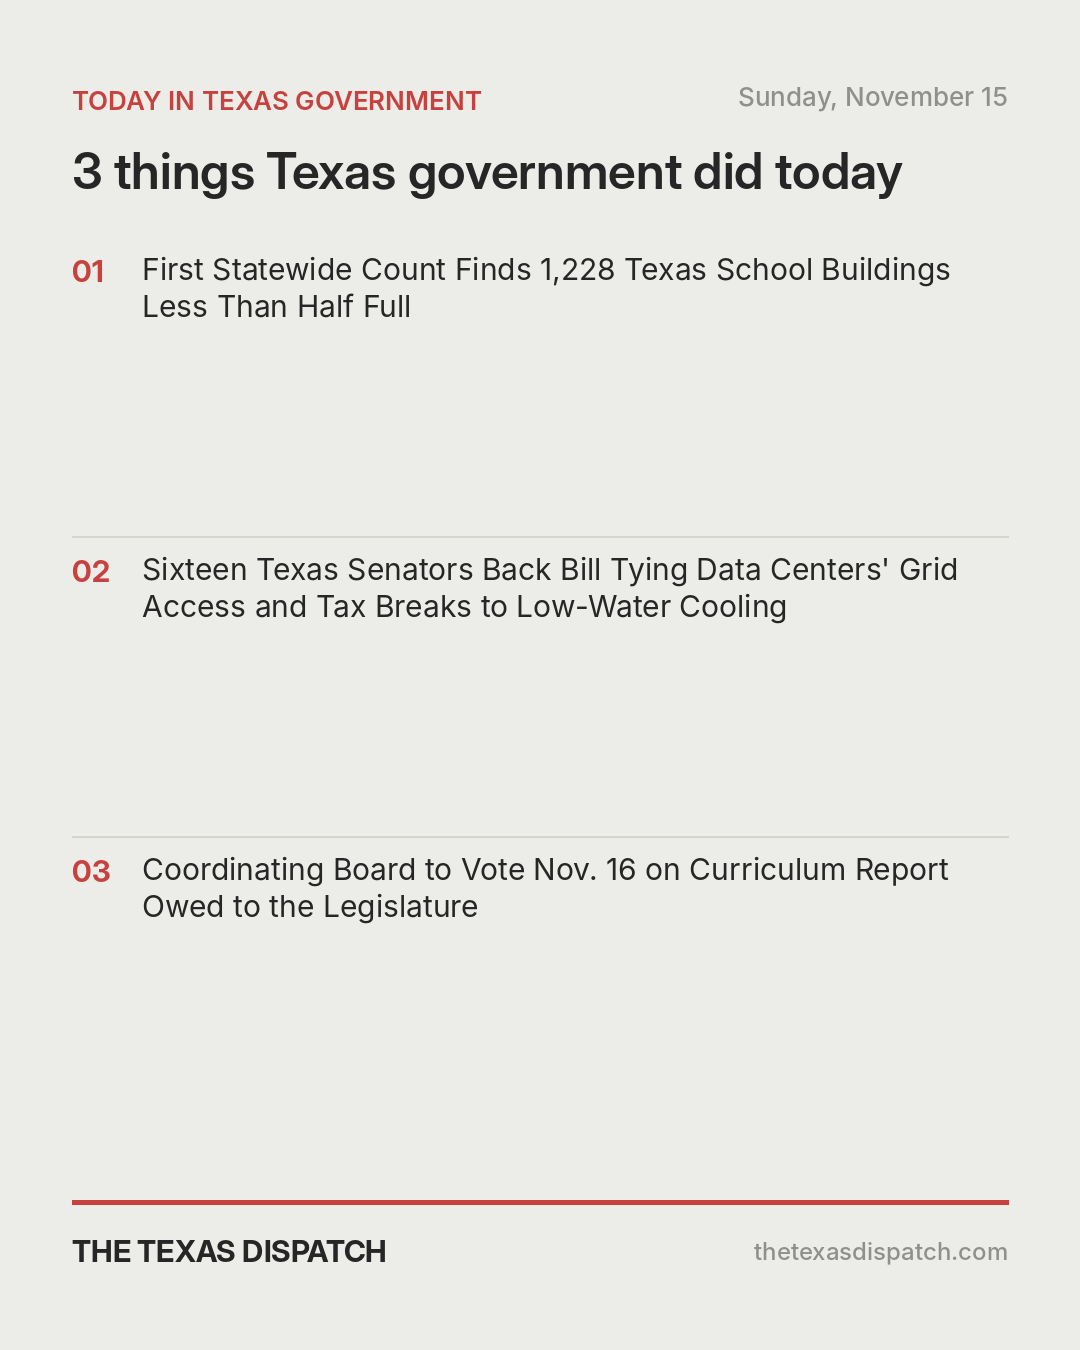 TODAY IN TEXAS GOVERNMENT
Sunday, November 15
3 things Texas government did today
01 First Statewide Count Finds 1,228 Texas School Buildings
Less Than Half Full
02 Sixteen Texas Senators Back Bill Tying Data Centers' Grid
Access and Tax Breaks to Low-Water Cooling
03 Coordinating Board to Vote Nov. 16 on Curriculum Report
Owed to the Legislature
THE TEXAS DISPATCH
thetexasdispatch.com